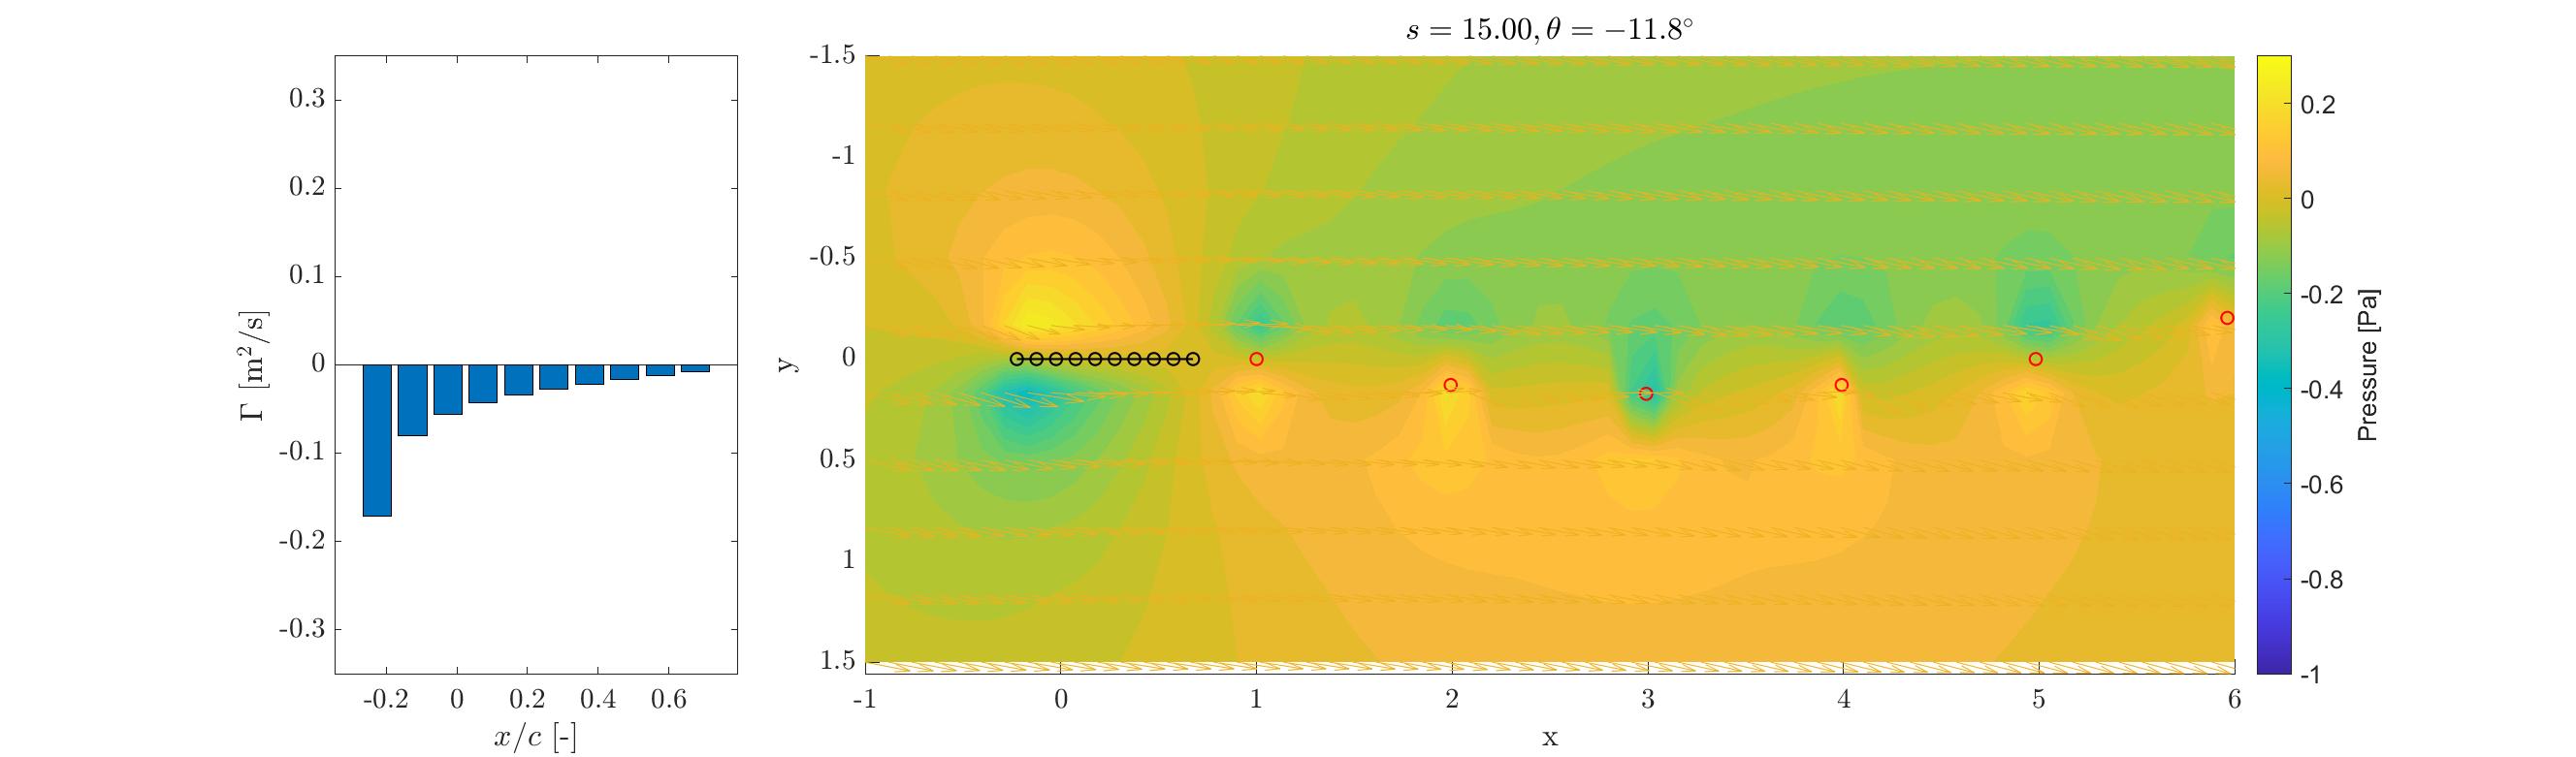 s = 15.00, θ = −11.8°
0.3
0.2
0.1
0
-0.1
-0.2
-0.3
Γ [m²/s]
-0.2 0 0.2 0.4 0.6
x/c [-]
-1.5
-1
-0.5
0
0.5
1
1.5
y
-1 0 1 2 3 4 5 6
x
0.2
0
-0.2
-0.4
-0.6
-0.8
-1
Pressure [Pa]